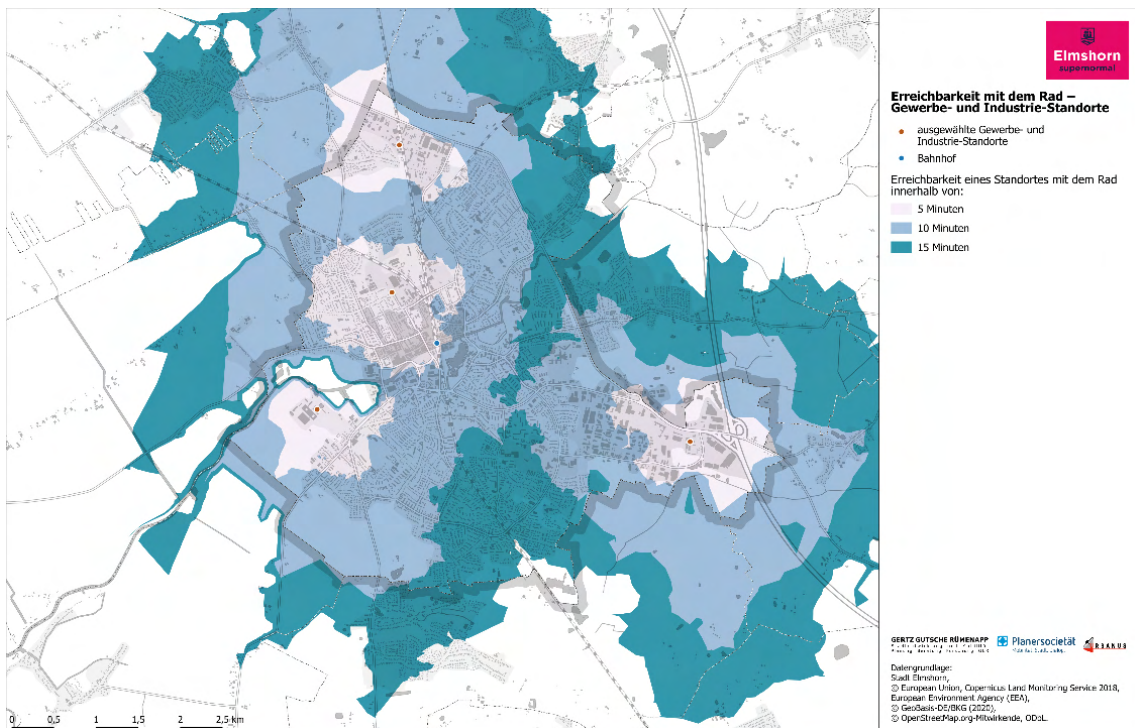 Elmshorn
supernormal
Erreichbarkeit mit dem Rad –
Gewerbe- und Industrie-Standorte
ausgewählte Gewerbe- und
Industrie-Standorte
Bahnhof
Erreichbarkeit eines Standortes mit dem Rad
innerhalb von:
5 Minuten
10 Minuten
15 Minuten
GERTZ GUTSCHE RÜMENAPP
Planersocietät
URBANUS
Datengrundlage:
Stadt Elmshorn,
© European Union, Copernicus Land Monitoring Service 2018,
European Environment Agency (EEA),
© GeoBasis-DE/BKG (2020),
© OpenStreetMap.org-Mitwirkende, ODbL.
0 0,5 1 1,5 2 2,5 km